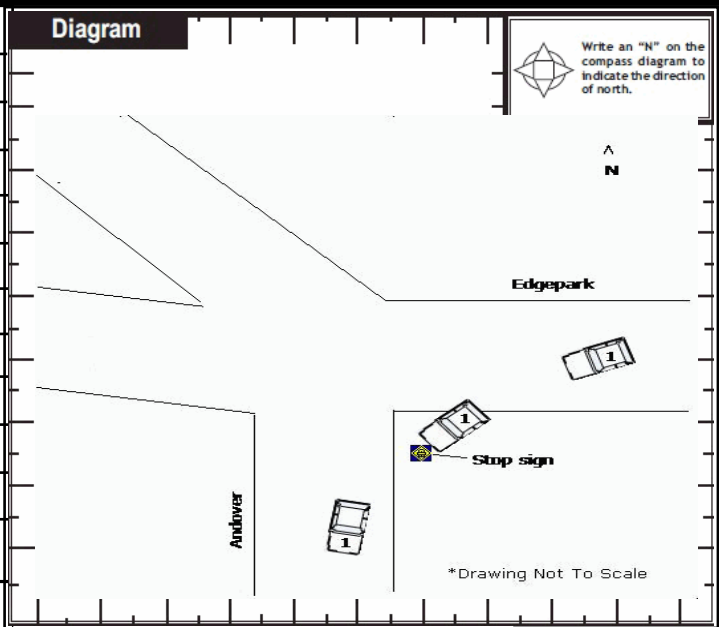 Diagram
Write an “N” on the
compass diagram to
indicate the direction
of north.
^
N
Edgepark
1
1
Stop sign
Andover
1
*Drawing Not To Scale